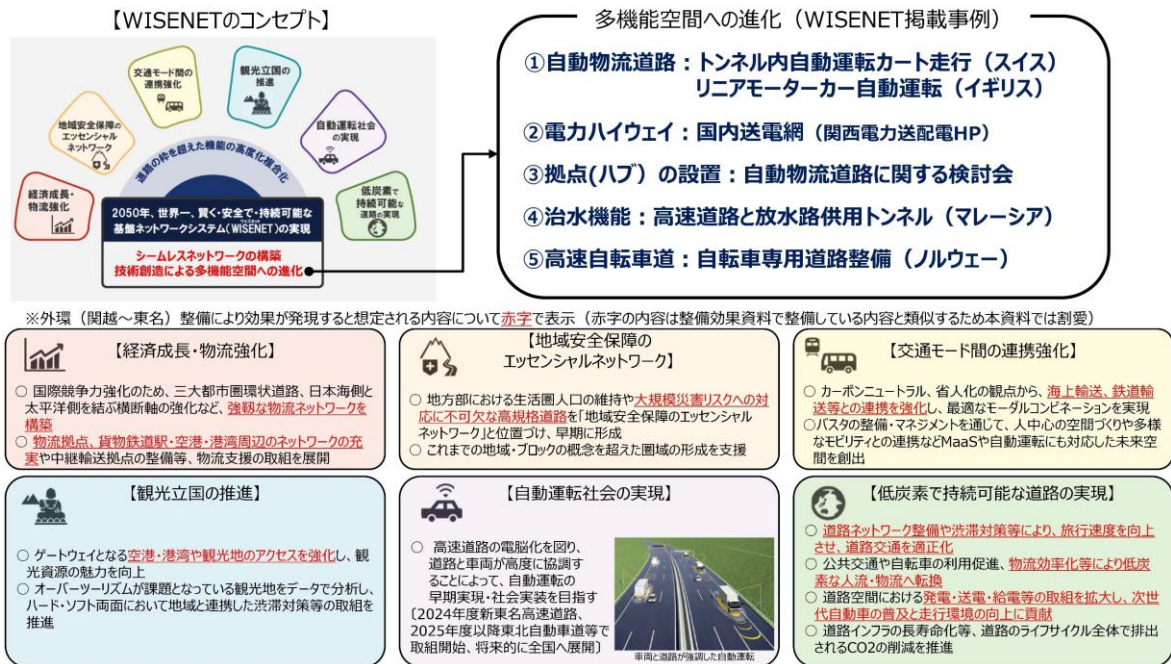 【WISENETのコンセプト】
交通モード間の
連携強化
観光立国の
推進
地域安全保障の
エッセンシャル
ネットワーク
自動運転社会
の実現
経済成長・
物流強化
低炭素で
持続可能な
道路の実現
道路の枠を超えた機能の高度化複合化
2050年、世界一、賢く・安全で・持続可能な
基盤ネットワークシステム(WISENET)の実現
ワイズネット
シームレスネットワークの構築
技術創造による多機能空間への進化
多機能空間への進化（WISENET掲載事例）
①自動物流道路：トンネル内自動運転カート走行（スイス）
リニアモーターカー自動運転（イギリス）
②電力ハイウェイ：国内送電網（関西電力送配電HP）
③拠点(ハブ）の設置：自動物流道路に関する検討会
④治水機能：高速道路と放水路供用トンネル（マレーシア）
⑤高速自転車道：自転車専用道路整備（ノルウェー）
※外環（関越～東名）整備により効果が発現すると想定される内容について赤字で表示（赤字の内容は整備効果資料で整備している内容と類似するため本資料では割愛）
【経済成長・物流強化】
○ 国際競争力強化のため、三大都市圏環状道路、日本海側と
太平洋側を結ぶ横断軸の強化など、強靱な物流ネットワークを
構築
○ 物流拠点、貨物鉄道駅・空港・港湾周辺のネットワークの充
実や中継輸送拠点の整備等、物流支援の取組を展開
【地域安全保障の
エッセンシャルネットワーク】
○ 地方部における生活圏人口の維持や大規模災害リスクへの対
応に不可欠な高規格道路を「地域安全保障のエッセンシャル
ネットワーク」と位置づけ、早期に形成
○ これまでの地域・ブロックの概念を超えた圏域の形成を支援
【交通モード間の連携強化】
○ カーボンニュートラル、省人化の観点から、海上輸送、鉄道輸
送等との連携を強化し、最適なモーダルコンビネーションを実現
○バスタの整備・マネジメントを通じて、人中心の空間づくりや多様
なモビリティとの連携などMaaSや自動運転にも対応した未来空
間を創出
【観光立国の推進】
○ ゲートウェイとなる空港・港湾や観光地のアクセスを強化し、観
光資源の魅力を向上
○ オーバーツーリズムが課題となっている観光地をデータで分析し、
ハード・ソフト両面において地域と連携した渋滞対策等の取組を
推進
【自動運転社会の実現】
○ 高速道路の電脳化を図り、
道路と車両が高度に協調
することによって、自動運転の
早期実現・社会実装を目指す
〔2024年度新東名高速道路、
2025年度以降東北自動車道等で
取組開始、将来的に全国へ展開〕
車両と道路が強調した自動運転
【低炭素で持続可能な道路の実現】
○ 道路ネットワーク整備や渋滞対策等により、旅行速度を向上
させ、道路交通を適正化
○ 公共交通や自転車の利用促進、物流効率化等により低炭
素な人流・物流へ転換
○ 道路空間における発電・送電・給電等の取組を拡大し、次世
代自動車の普及と走行環境の向上に貢献
○ 道路インフラの長寿命化等、道路のライフサイクル全体で排出
されるCO2の削減を推進